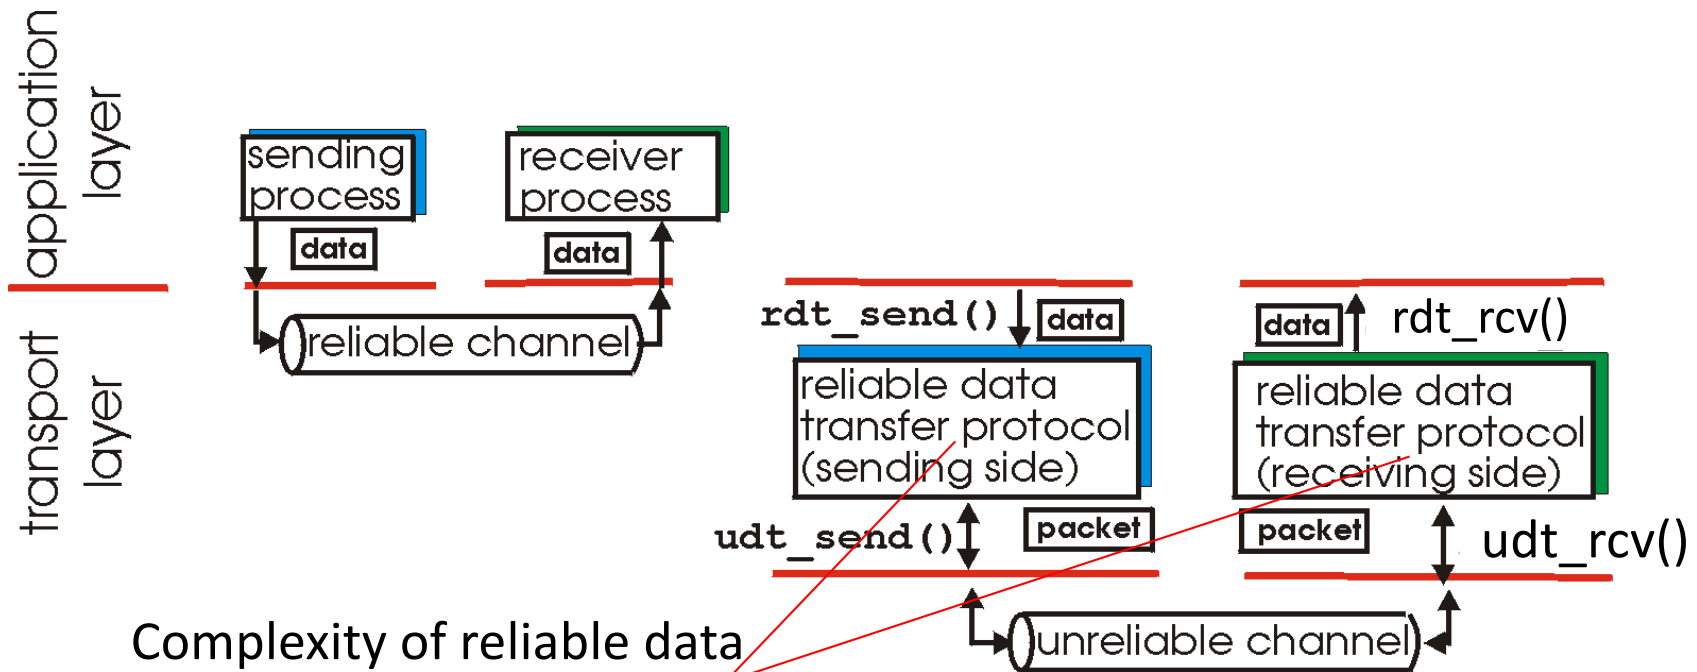 application
layer
transport
layer
sending
process
data
receiver
process
data
reliable channel
rdt_send()
data
reliable data
transfer protocol
(sending side)
udt_send()
packet
data
rdt_rcv()
reliable data
transfer protocol
(receiving side)
packet
udt_rcv()
unreliable channel
Complexity of reliable data